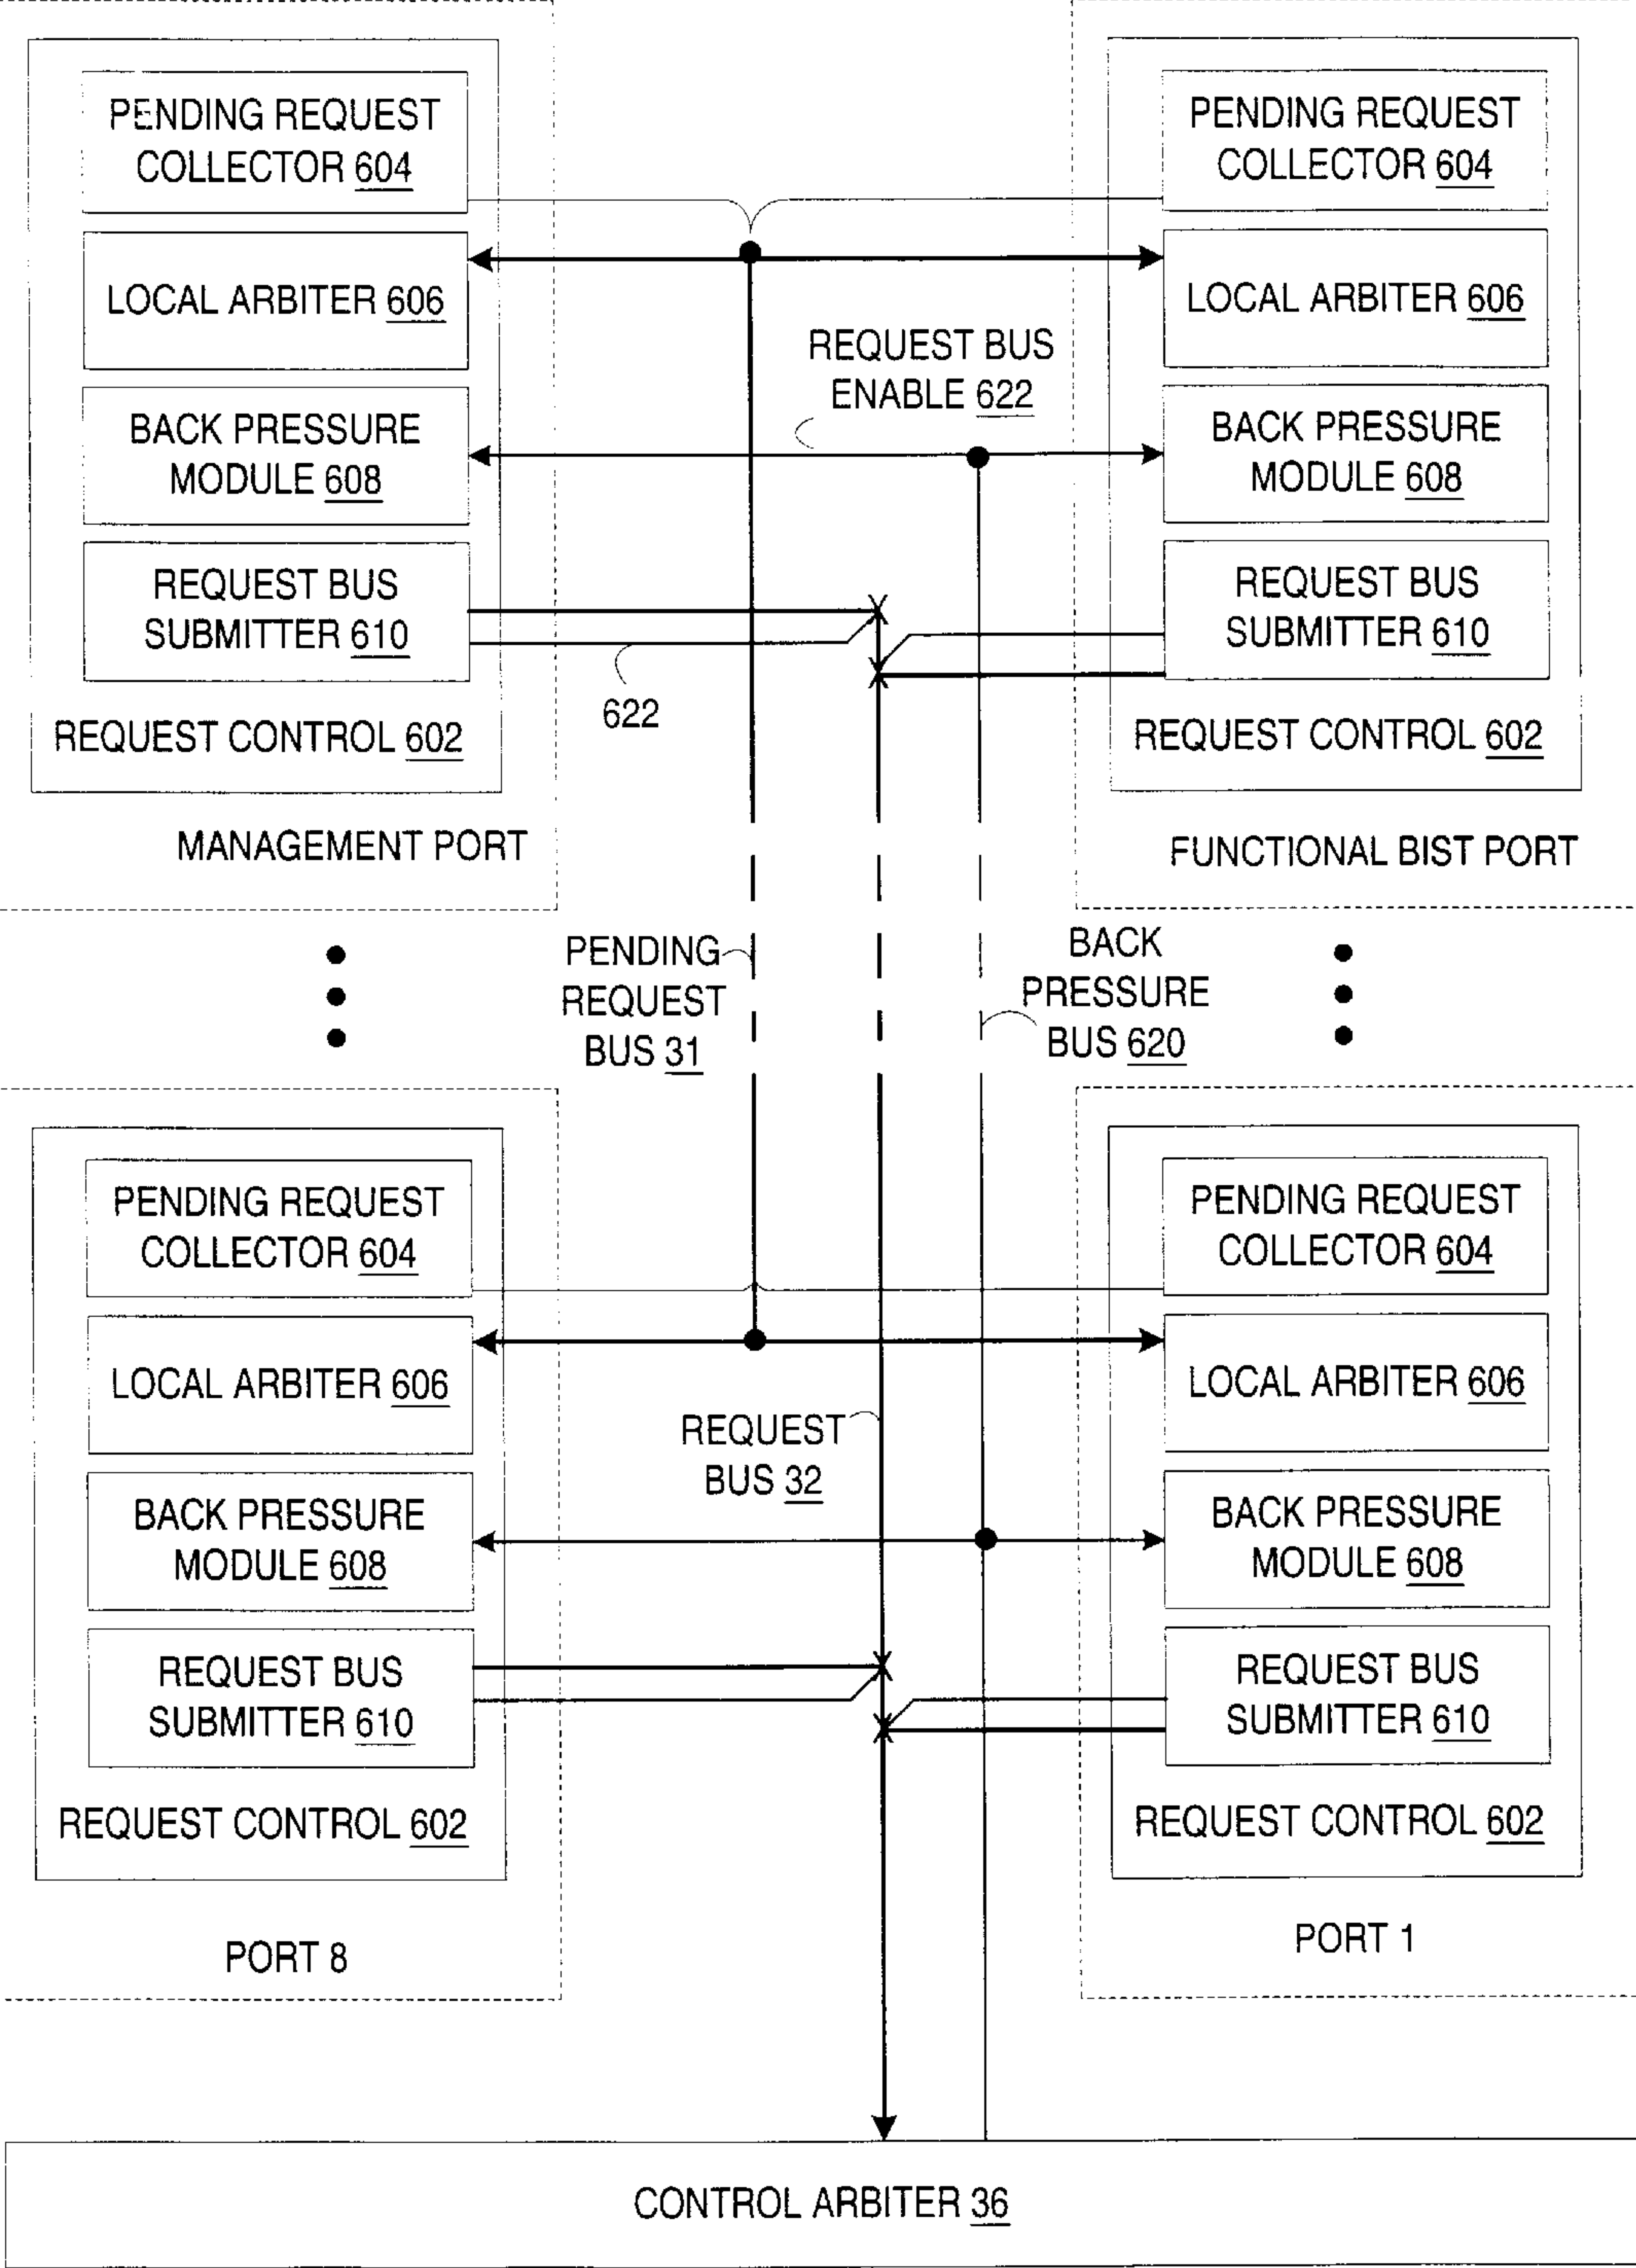 PENDING REQUEST
COLLECTOR 604
LOCAL ARBITER 606
BACK PRESSURE
MODULE 608
REQUEST BUS
SUBMITTER 610
REQUEST CONTROL 602
MANAGEMENT PORT
REQUEST BUS
ENABLE 622
622
PENDING REQUEST
COLLECTOR 604
LOCAL ARBITER 606
BACK PRESSURE
MODULE 608
REQUEST BUS
SUBMITTER 610
REQUEST CONTROL 602
FUNCTIONAL BIST PORT
PENDING
REQUEST
BUS 31
BACK
PRESSURE
BUS 620
PENDING REQUEST
COLLECTOR 604
LOCAL ARBITER 606
BACK PRESSURE
MODULE 608
REQUEST BUS
SUBMITTER 610
REQUEST CONTROL 602
PORT 8
REQUEST
BUS 32
PENDING REQUEST
COLLECTOR 604
LOCAL ARBITER 606
BACK PRESSURE
MODULE 608
REQUEST BUS
SUBMITTER 610
REQUEST CONTROL 602
PORT 1
CONTROL ARBITER 36